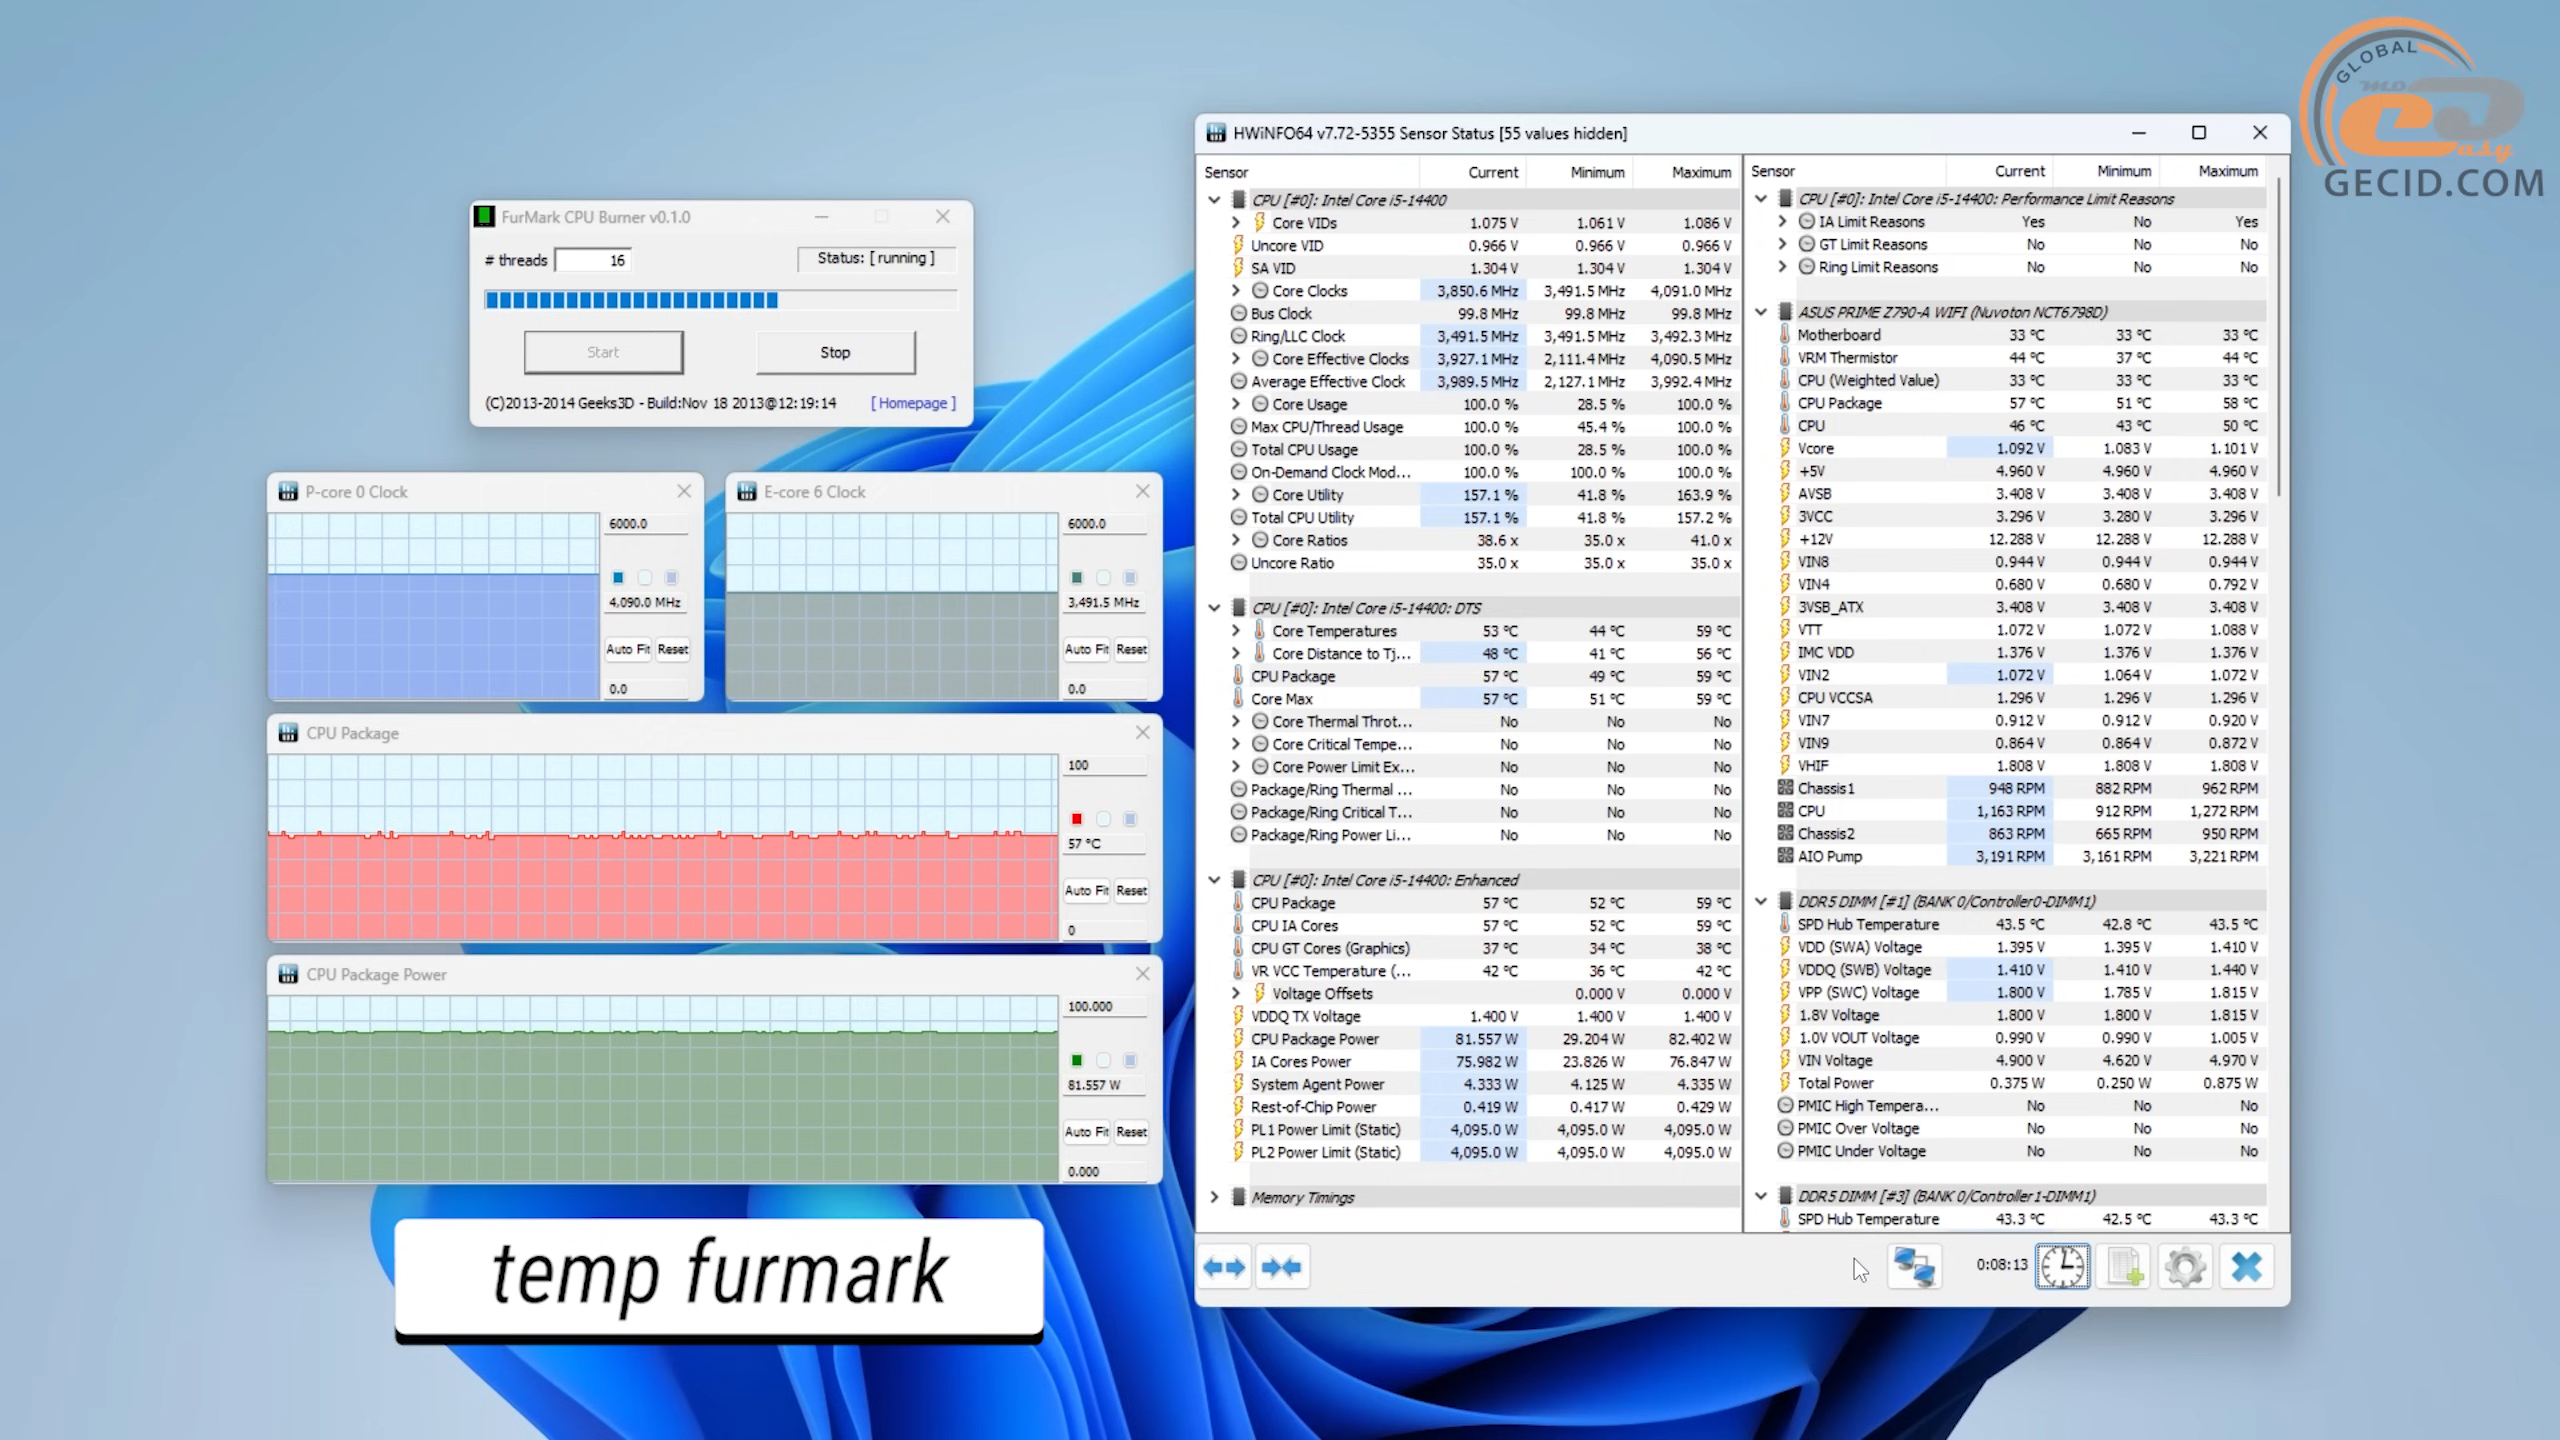 GLOBAL
GECID.COM
FurMark CPU Burner v0.1.0
# threads 16 Status: [ running ]
Start Stop
(C)2013-2014 Geeks3D - Build:Nov 18 2013@12:19:14 [ Homepage ]
P-core 0 Clock
6000.0
4,090.0 MHz
Auto Fit Reset
0.0
E-core 6 Clock
6000.0
3,491.5 MHz
Auto Fit Reset
0.0
CPU Package
100
57 °C
Auto Fit Reset
0
CPU Package Power
100.000
81.557 W
Auto Fit Reset
0.000
temp furmark
HWiNFO64 v7.72-5355 Sensor Status [55 values hidden]
Sensor Current Minimum Maximum
CPU [#0]: Intel Core i5-14400
Core VIDs 1.075 V 1.061 V 1.086 V
Uncore VID 0.966 V 0.966 V 0.966 V
SA VID 1.304 V 1.304 V 1.304 V
Core Clocks 3,850.6 MHz 3,491.5 MHz 4,091.0 MHz
Bus Clock 99.8 MHz 99.8 MHz 99.8 MHz
Ring/LLC Clock 3,491.5 MHz 3,491.5 MHz 3,492.3 MHz
Core Effective Clocks 3,927.1 MHz 2,111.4 MHz 4,090.5 MHz
Average Effective Clock 3,989.5 MHz 2,127.1 MHz 3,992.4 MHz
Core Usage 100.0 % 28.5 % 100.0 %
Max CPU/Thread Usage 100.0 % 45.4 % 100.0 %
Total CPU Usage 100.0 % 28.5 % 100.0 %
On-Demand Clock Mod... 100.0 % 100.0 % 100.0 %
Core Utility 157.1 % 41.8 % 163.9 %
Total CPU Utility 157.1 % 41.8 % 157.2 %
Core Ratios 38.6 x 35.0 x 41.0 x
Uncore Ratio 35.0 x 35.0 x 35.0 x
CPU [#0]: Intel Core i5-14400: DTS
Core Temperatures 53 °C 44 °C 59 °C
Core Distance to Tj... 48 °C 41 °C 56 °C
CPU Package 57 °C 49 °C 59 °C
Core Max 57 °C 51 °C 59 °C
Core Thermal Throt... No No No
Core Critical Tempe... No No No
Core Power Limit Ex... No No No
Package/Ring Thermal ... No No No
Package/Ring Critical T... No No No
Package/Ring Power Li... No No No
CPU [#0]: Intel Core i5-14400: Enhanced
CPU Package 57 °C 52 °C 59 °C
CPU IA Cores 57 °C 52 °C 59 °C
CPU GT Cores (Graphics) 37 °C 34 °C 38 °C
VR VCC Temperature (... 42 °C 36 °C 42 °C
Voltage Offsets 0.000 V 0.000 V
VDDQ TX Voltage 1.400 V 1.400 V 1.400 V
CPU Package Power 81.557 W 29.204 W 82.402 W
IA Cores Power 75.982 W 23.826 W 76.847 W
System Agent Power 4.333 W 4.125 W 4.335 W
Rest-of-Chip Power 0.419 W 0.417 W 0.429 W
PL1 Power Limit (Static) 4,095.0 W 4,095.0 W 4,095.0 W
PL2 Power Limit (Static) 4,095.0 W 4,095.0 W 4,095.0 W
Memory Timings
Sensor Current Minimum Maximum
CPU [#0]: Intel Core i5-14400: Performance Limit Reasons
IA Limit Reasons Yes No Yes
GT Limit Reasons No No No
Ring Limit Reasons No No No
ASUS PRIME Z790-A WIFI (Nuvoton NCT6798D)
Motherboard 33 °C 33 °C 33 °C
VRM Thermistor 44 °C 37 °C 44 °C
CPU (Weighted Value) 33 °C 33 °C 33 °C
CPU Package 57 °C 51 °C 58 °C
CPU 46 °C 43 °C 50 °C
Vcore 1.092 V 1.083 V 1.101 V
+5V 4.960 V 4.960 V 4.960 V
AVSB 3.408 V 3.408 V 3.408 V
3VCC 3.296 V 3.280 V 3.296 V
+12V 12.288 V 12.288 V 12.288 V
VIN8 0.944 V 0.944 V 0.944 V
VIN4 0.680 V 0.680 V 0.792 V
3VSB_ATX 3.408 V 3.408 V 3.408 V
VTT 1.072 V 1.072 V 1.088 V
IMC VDD 1.376 V 1.376 V 1.376 V
VIN2 1.072 V 1.064 V 1.072 V
CPU VCCSA 1.296 V 1.296 V 1.296 V
VIN7 0.912 V 0.912 V 0.920 V
VIN9 0.864 V 0.864 V 0.872 V
VHIF 1.808 V 1.808 V 1.808 V
Chassis1 948 RPM 882 RPM 962 RPM
CPU 1,163 RPM 912 RPM 1,272 RPM
Chassis2 863 RPM 665 RPM 950 RPM
AIO Pump 3,191 RPM 3,161 RPM 3,221 RPM
DDR5 DIMM [#1] (BANK 0/Controller0-DIMM1)
SPD Hub Temperature 43.5 °C 42.8 °C 43.5 °C
VDD (SWA) Voltage 1.395 V 1.395 V 1.410 V
VDDQ (SWB) Voltage 1.410 V 1.410 V 1.440 V
VPP (SWC) Voltage 1.800 V 1.785 V 1.815 V
1.8V Voltage 1.800 V 1.800 V 1.815 V
1.0V VOUT Voltage 0.990 V 0.990 V 1.005 V
VIN Voltage 4.900 V 4.620 V 4.970 V
Total Power 0.375 W 0.250 W 0.875 W
PMIC High Tempera... No No No
PMIC Over Voltage No No No
PMIC Under Voltage No No No
DDR5 DIMM [#3] (BANK 0/Controller1-DIMM1)
SPD Hub Temperature 43.3 °C 42.5 °C 43.3 °C
0:08:13